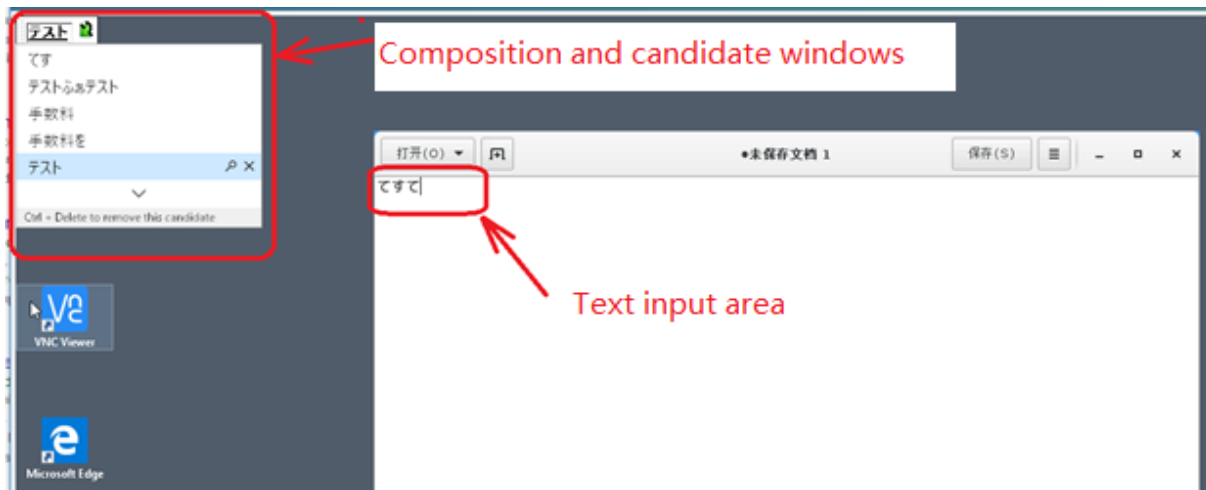 テスト
てす
テストふぁテスト
手数料
手数料を
テスト
Ctrl + Delete to remove this candidate
Composition and candidate windows
打开(O)
●未保存文档 1
保存(S)
てすて
Text input area
VNC Viewer
Microsoft Edge